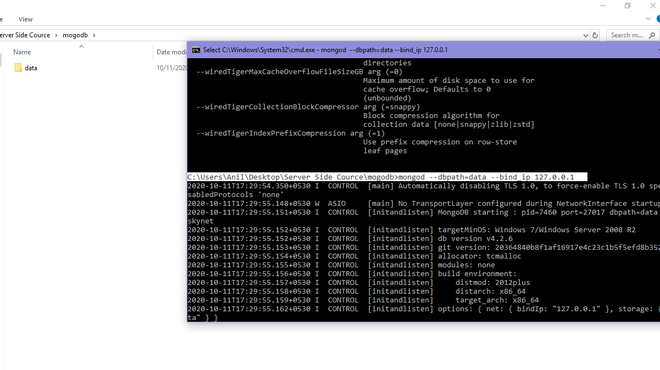 e View
erver Side Cource > mogodb >
Search m...
Name
Date modi
data
10/11/202
Select C:\Windows\System32\cmd.exe - mongod --dbpath=data --bind_ip 127.0.0.1
directories
--wiredTigerMaxCacheOverflowFileSizeGB arg (=0)
Maximum amount of disk space to use for
cache overflow; Defaults to 0
(unbounded)
--wiredTigerCollectionBlockCompressor arg (=snappy)
Block compression algorithm for
collection data [none|snappy|zlib|zstd]
--wiredTigerIndexPrefixCompression arg (=1)
Use prefix compression on row-store
leaf pages
C:\Users\Anil\Desktop\Server Side Cource\mogodb>mongod --dbpath=data --bind_ip 127.0.0.1
2020-10-11T17:29:54.350+0530 I CONTROL [main] Automatically disabling TLS 1.0, to force-enable TLS 1.0 spe
sabledProtocols 'none'
2020-10-11T17:29:55.148+0530 W ASIO [main] No TransportLayer configured during NetworkInterface startup
2020-10-11T17:29:55.151+0530 I CONTROL [initandlisten] MongoDB starting : pid=7460 port=27017 dbpath=data
skynet
2020-10-11T17:29:55.152+0530 I CONTROL [initandlisten] targetMinOS: Windows 7/Windows Server 2008 R2
2020-10-11T17:29:55.152+0530 I CONTROL [initandlisten] db version v4.2.6
2020-10-11T17:29:55.153+0530 I CONTROL [initandlisten] git version: 20364840b8f1af16917e4c23c1b5f5efd8b352
2020-10-11T17:29:55.154+0530 I CONTROL [initandlisten] allocator: tcmalloc
2020-10-11T17:29:55.155+0530 I CONTROL [initandlisten] modules: none
2020-10-11T17:29:55.156+0530 I CONTROL [initandlisten] build environment:
2020-10-11T17:29:55.157+0530 I CONTROL [initandlisten] distmod: 2012plus
2020-10-11T17:29:55.158+0530 I CONTROL [initandlisten] distarch: x86_64
2020-10-11T17:29:55.159+0530 I CONTROL [initandlisten] target_arch: x86_64
2020-10-11T17:29:55.162+0530 I CONTROL [initandlisten] options: { net: { bindIp: "127.0.0.1" }, storage: {
ta" } }